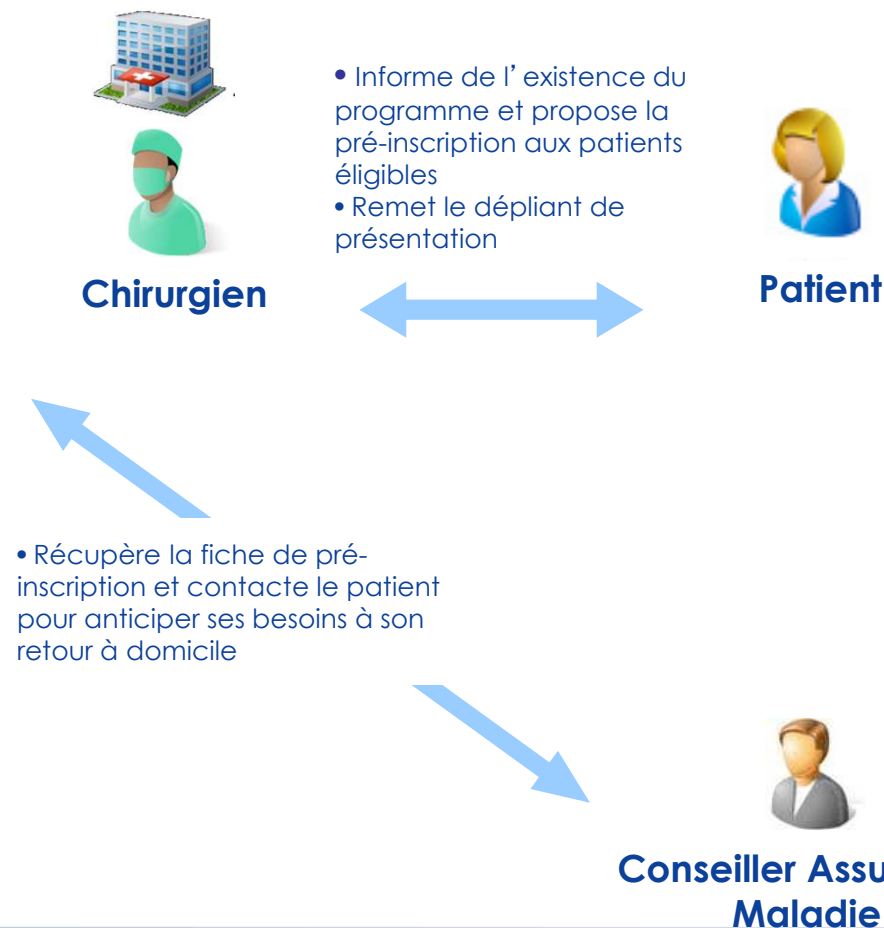 • Informe de l’existence du
programme et propose la
pré-inscription aux patients
éligibles
• Remet le dépliant de
présentation
Chirurgien
Patient
• Récupère la fiche de pré-
inscription et contacte le patient
pour anticiper ses besoins à son
retour à domicile
Conseiller Assu
Maladie